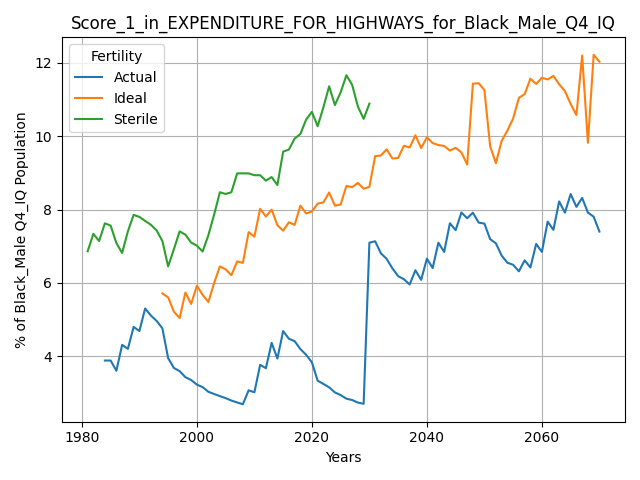 Score_1_in_EXPENDITURE_FOR_HIGHWAYS_for_Black_Male_Q4_IQ
Fertility
Actual
Ideal
Sterile
% of Black_Male Q4_IQ Population
12
10
8
6
4
1980
2000
2020
2040
2060
Years